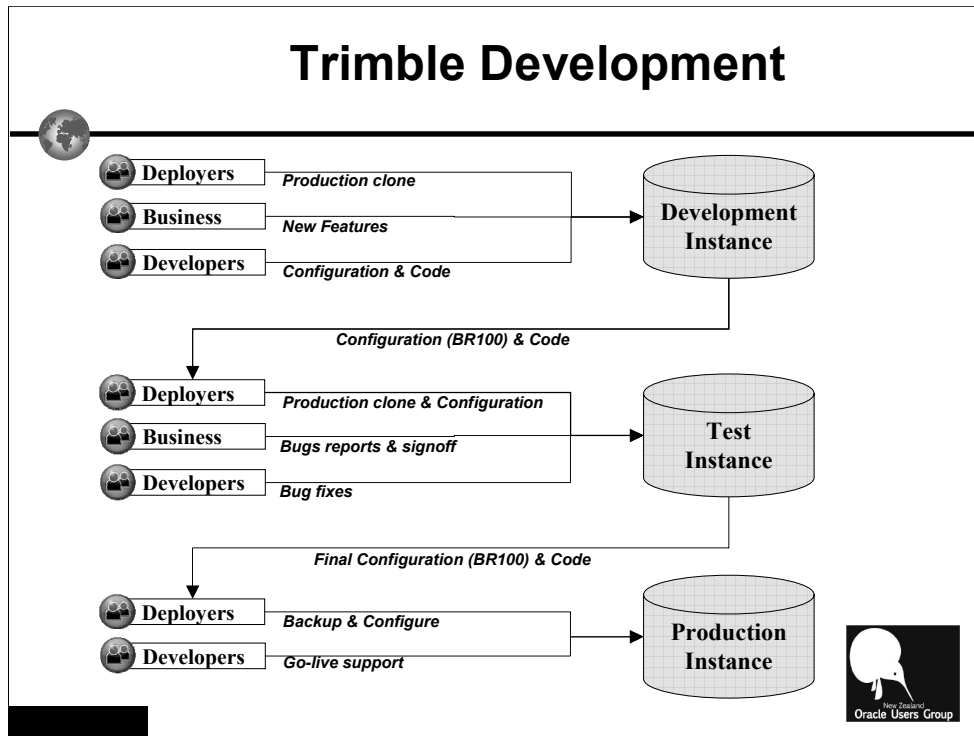 Trimble Development
Deployers
Production clone
Business
New Features
Developers
Configuration & Code
Development
Instance
Configuration (BR100) & Code
Deployers
Production clone & Configuration
Business
Bugs reports & signoff
Developers
Bug fixes
Test
Instance
Final Configuration (BR100) & Code
Deployers
Backup & Configure
Developers
Go-live support
Production
Instance
New Zealand
Oracle Users Group